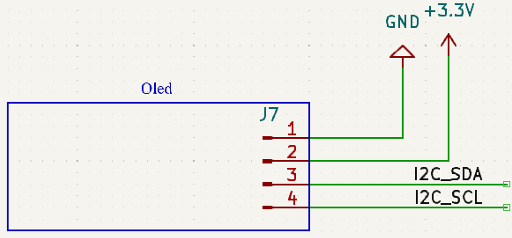 +3.3V
GND
Oled
J7
1
2
3
I2C_SDA
4
I2C_SCL